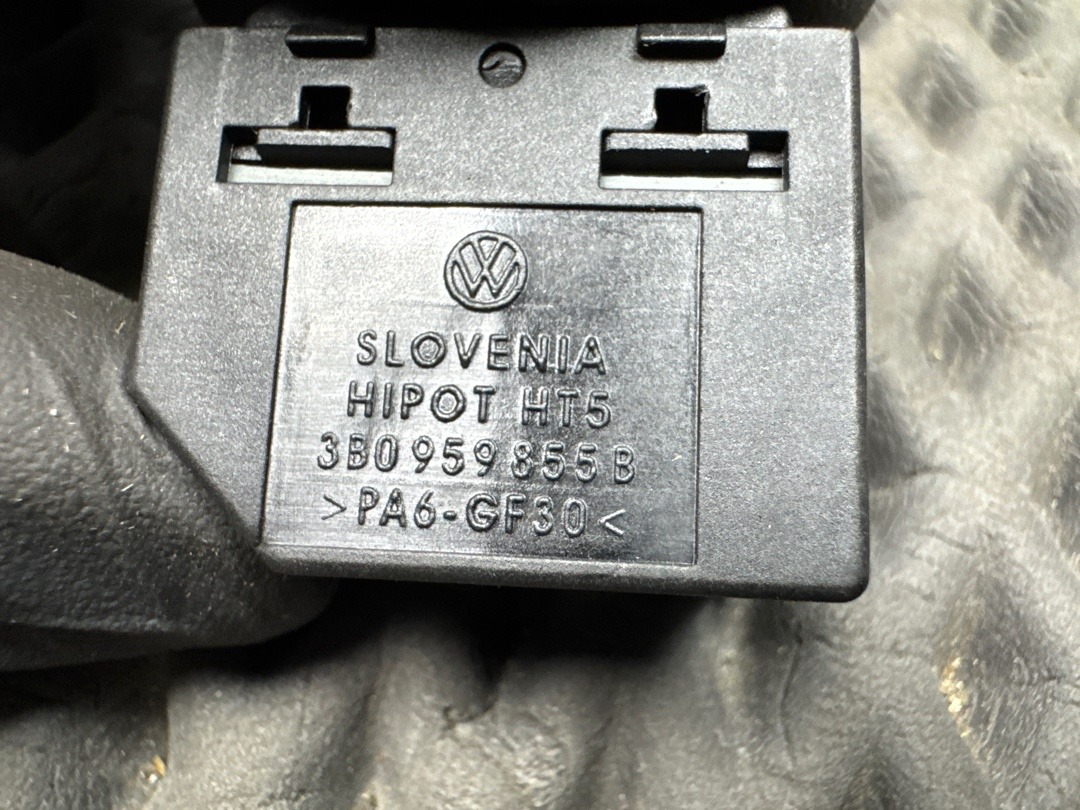 SLOVENIA
HIPOT HT5
3B0 959 855 B
>PA6-GF30<